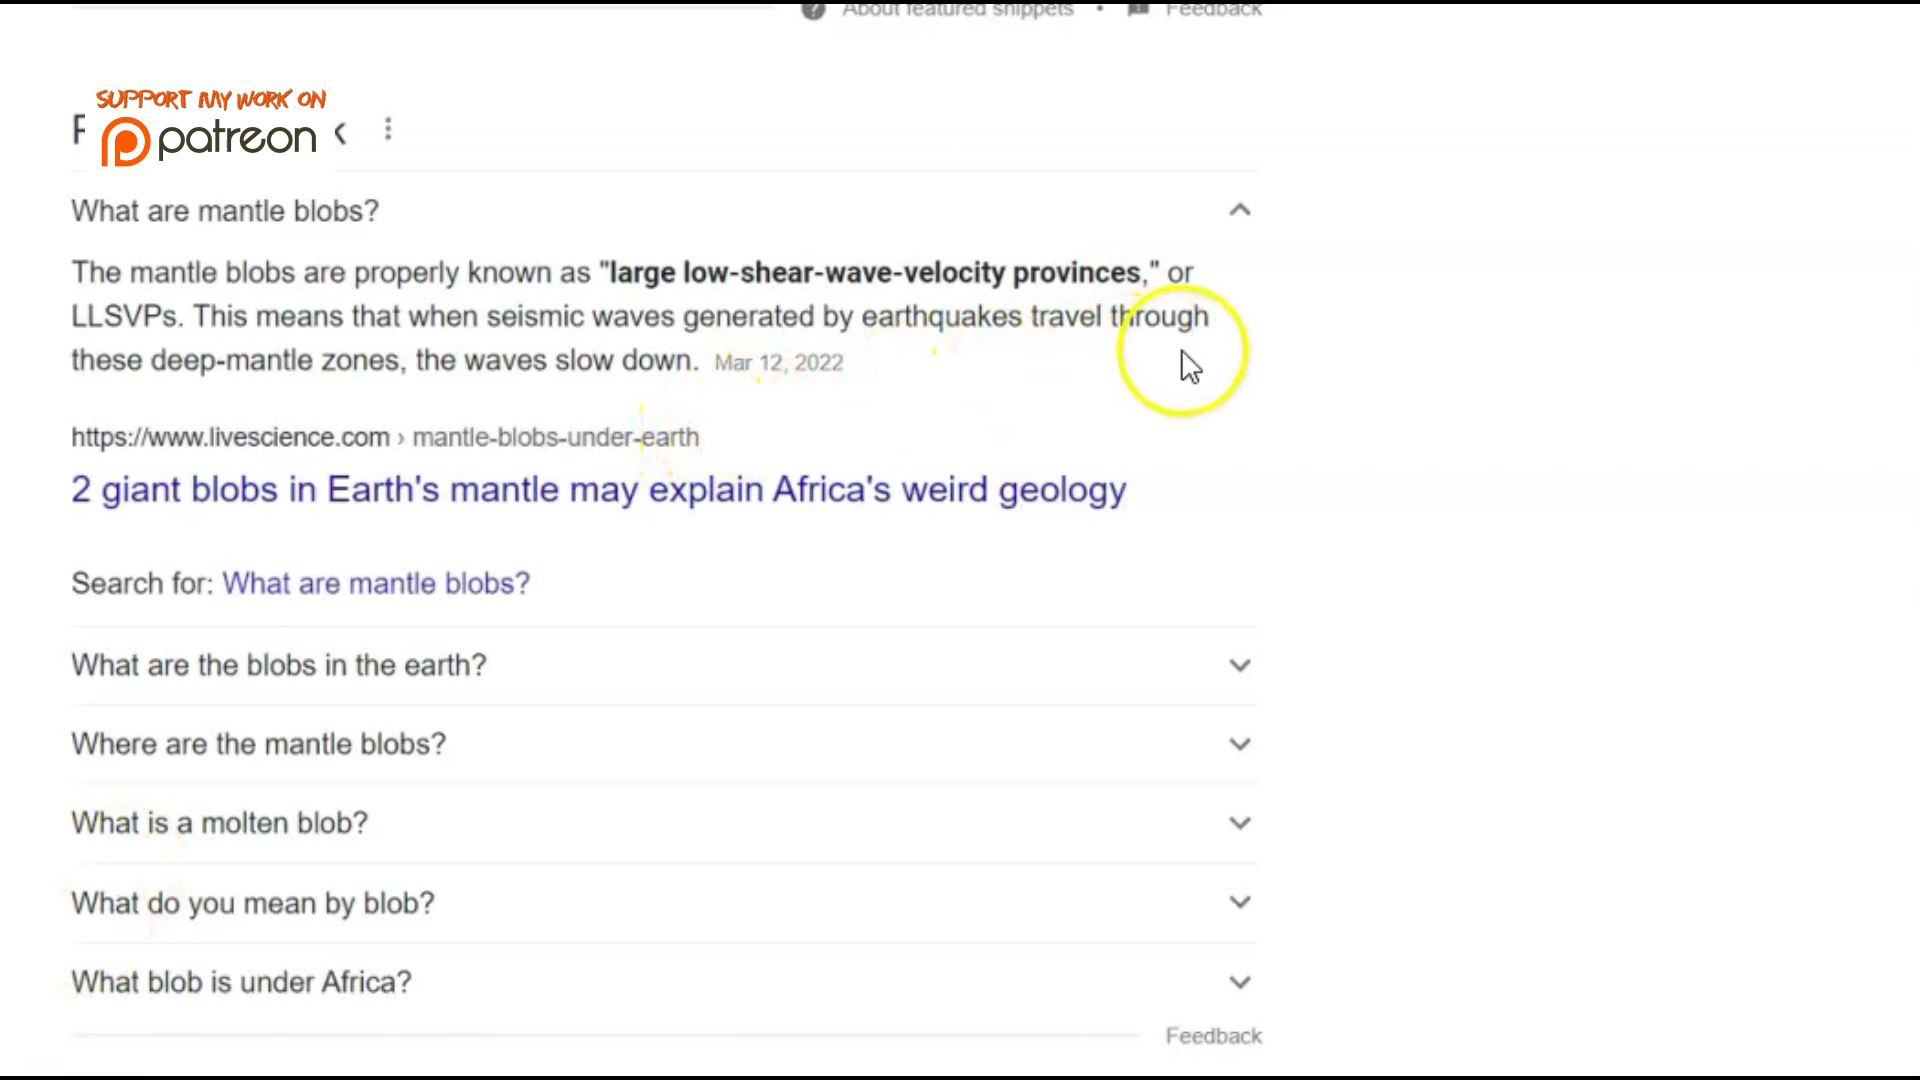 About featured snippets • Feedback
SUPPORT MY WORK ON
patreon
What are mantle blobs?
The mantle blobs are properly known as "large low-shear-wave-velocity provinces," or
LLSVPs. This means that when seismic waves generated by earthquakes travel through
these deep-mantle zones, the waves slow down. Mar 12, 2022
https://www.livescience.com › mantle-blobs-under-earth
2 giant blobs in Earth's mantle may explain Africa's weird geology
Search for: What are mantle blobs?
What are the blobs in the earth?
Where are the mantle blobs?
What is a molten blob?
What do you mean by blob?
What blob is under Africa?
Feedback